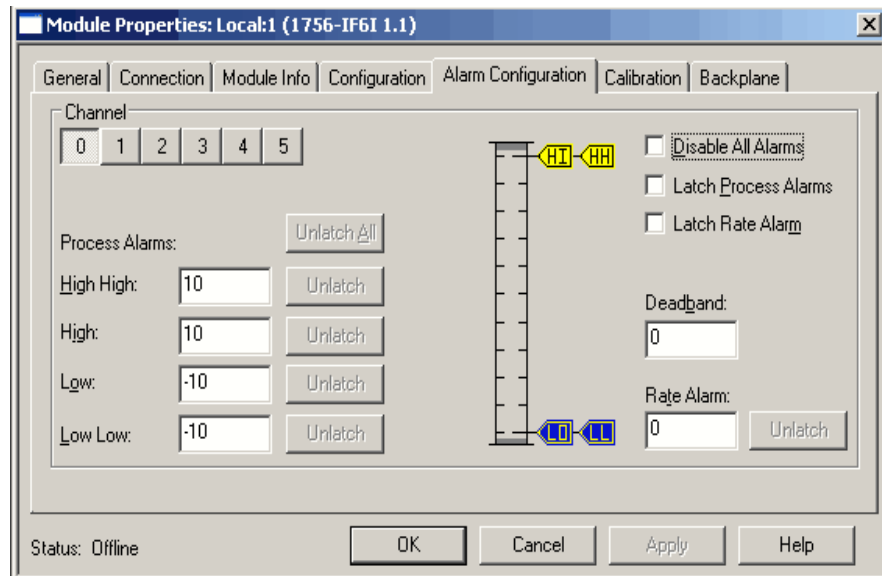 Module Properties: Local:1 (1756-IF6I 1.1)
General Connection Module Info Configuration Alarm Configuration Calibration Backplane
Channel
0 1 2 3 4 5
HI HH
Disable All Alarms
Latch Process Alarms
Latch Rate Alarm
Process Alarms:
Unlatch All
High High:
10
Unlatch
High:
10
Unlatch
Low:
-10
Unlatch
Low Low:
-10
Unlatch
LO LL
Deadband:
0
Rate Alarm:
0
Unlatch
Status: Offline
OK
Cancel
Apply
Help